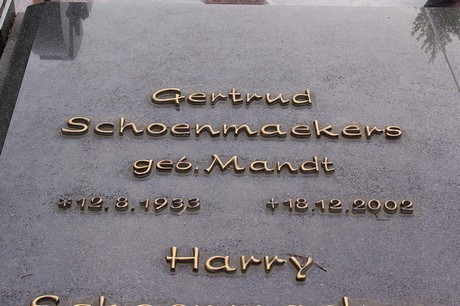 Gertrud
Schoenmaekers
geb. Mandt
*12.8.1933 +18.12.2002
Harry